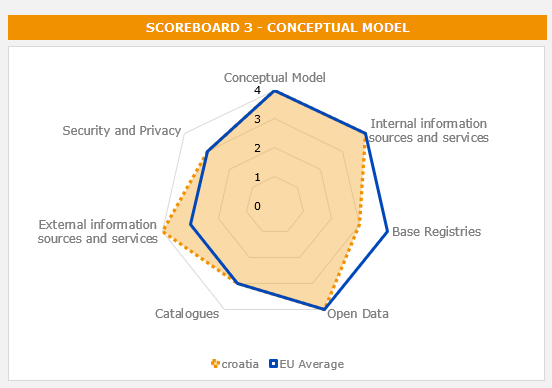 SCOREBOARD 3 - CONCEPTUAL MODEL
Conceptual Model
4
3
2
1
0
Internal information
sources and services
Security and Privacy
External information
sources and services
Base Registries
Catalogues
Open Data
croatia
EU Average